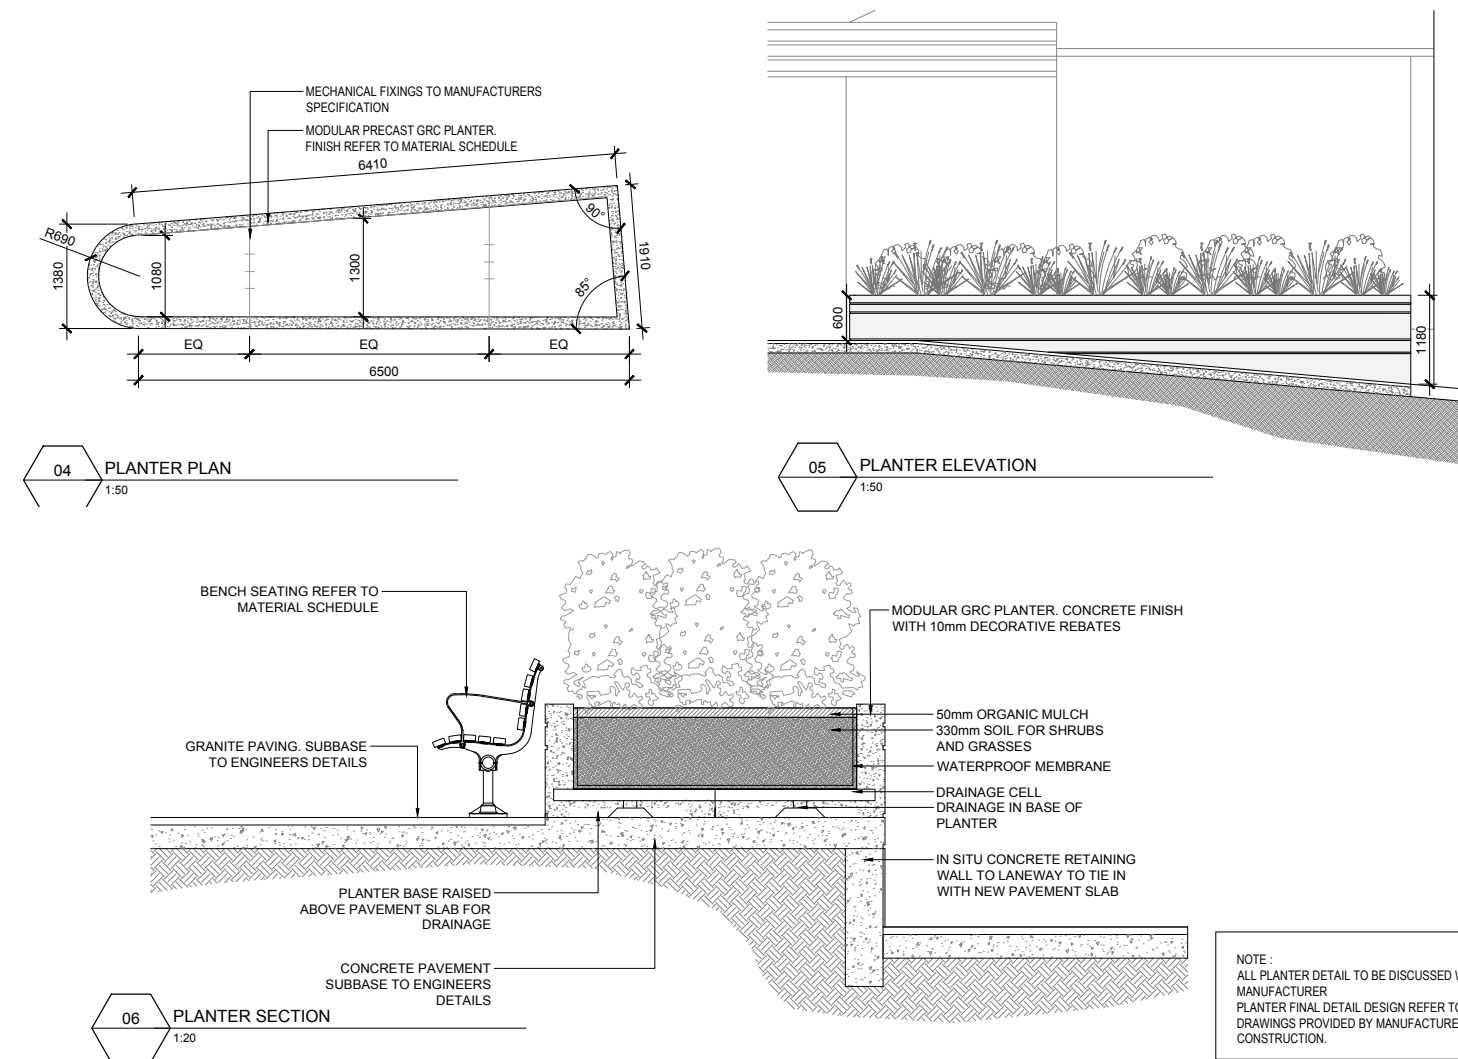 MECHANICAL FIXINGS TO MANUFACTURERS
SPECIFICATION
MODULAR PRECAST GRC PLANTER.
FINISH REFER TO MATERIAL SCHEDULE
6410
90°
R690
1380
1080
1300
1910
85°
EQ
EQ
EQ
6500
04
PLANTER PLAN
1:50
600
1180
05
PLANTER ELEVATION
1:50
BENCH SEATING REFER TO
MATERIAL SCHEDULE
MODULAR GRC PLANTER. CONCRETE FINISH
WITH 10mm DECORATIVE REBATES
GRANITE PAVING. SUBBASE
TO ENGINEERS DETAILS
50mm ORGANIC MULCH
330mm SOIL FOR SHRUBS
AND GRASSES
WATERPROOF MEMBRANE
DRAINAGE CELL
DRAINAGE IN BASE OF
PLANTER
IN SITU CONCRETE RETAINING
WALL TO LANEWAY TO TIE IN
WITH NEW PAVEMENT SLAB
PLANTER BASE RAISED
ABOVE PAVEMENT SLAB FOR
DRAINAGE
CONCRETE PAVEMENT
SUBBASE TO ENGINEERS
DETAILS
06
PLANTER SECTION
1:20
NOTE :
ALL PLANTER DETAIL TO BE DISCUSSED
MANUFACTURER
PLANTER FINAL DETAIL DESIGN REFER TO
DRAWINGS PROVIDED BY MANUFACTURE
CONSTRUCTION.